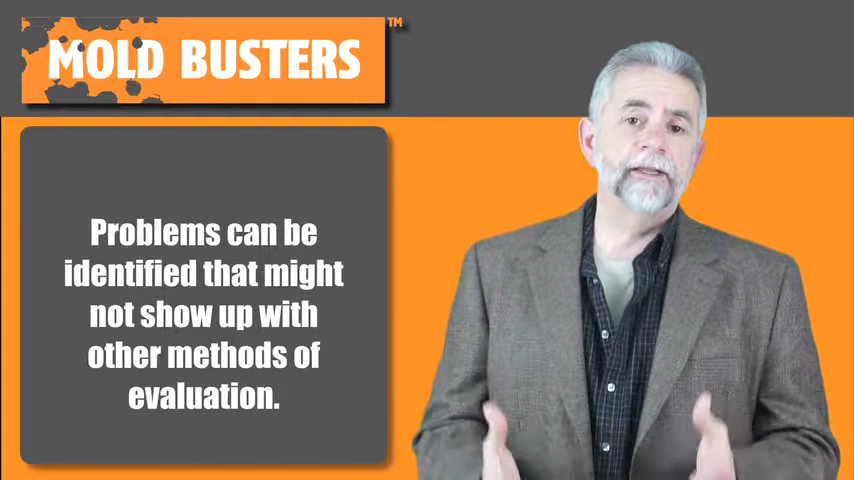 MOLD BUSTERS ™
Problems can be
identified that might
not show up with
other methods of
evaluation.